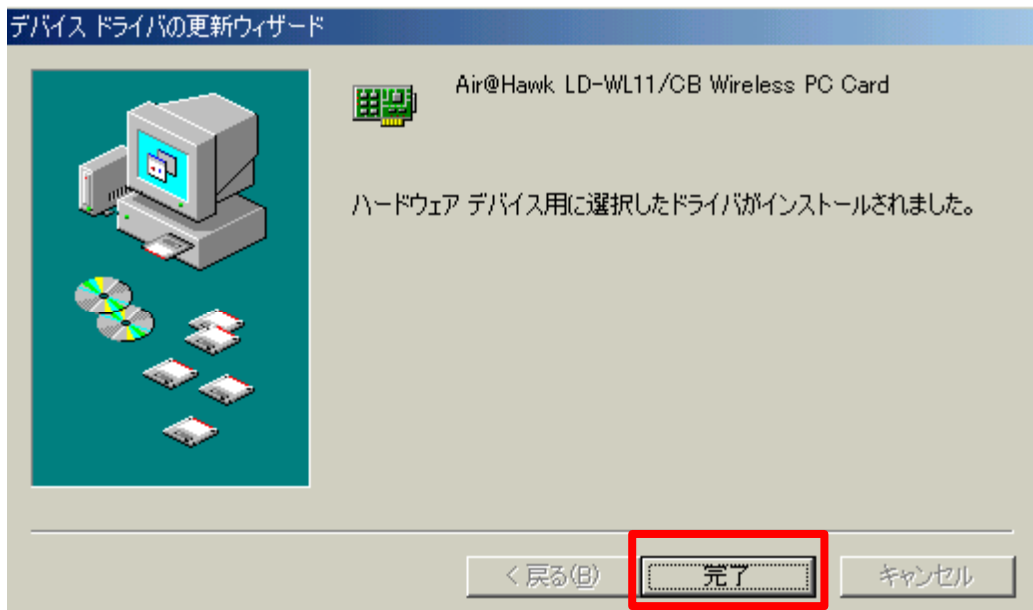 デバイス ドライバの更新ウィザード
Air@Hawk LD-WL11/CB Wireless PC Card
ハードウェア デバイス用に選択したドライバがインストールされました。
< 戻る(B) 完了 キャンセル